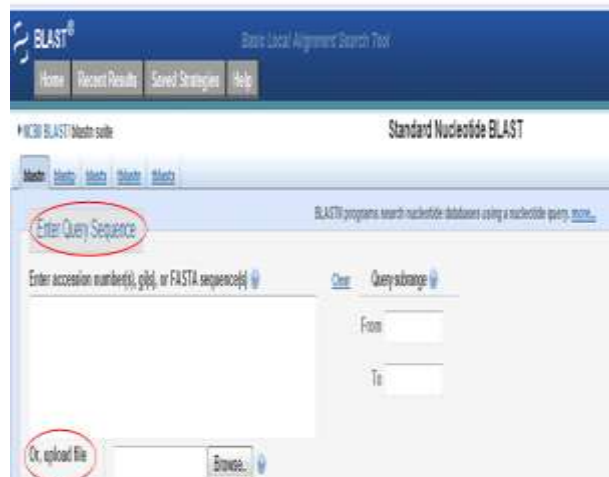 BLAST®
Basic Local Alignment Search Tool
Home Recent Results Saved Strategies Help
NCBI BLAST/ blastn suite
Standard Nucleotide BLAST
blastn blastp blastx tblastn tblastx
BLASTN programs search nucleotide databases using a nucleotide query. more...
Enter Query Sequence
Enter accession number(s), gi(s), or FASTA sequence(s)
Clear
Query subrange
From
To
Or, upload file
Browse...